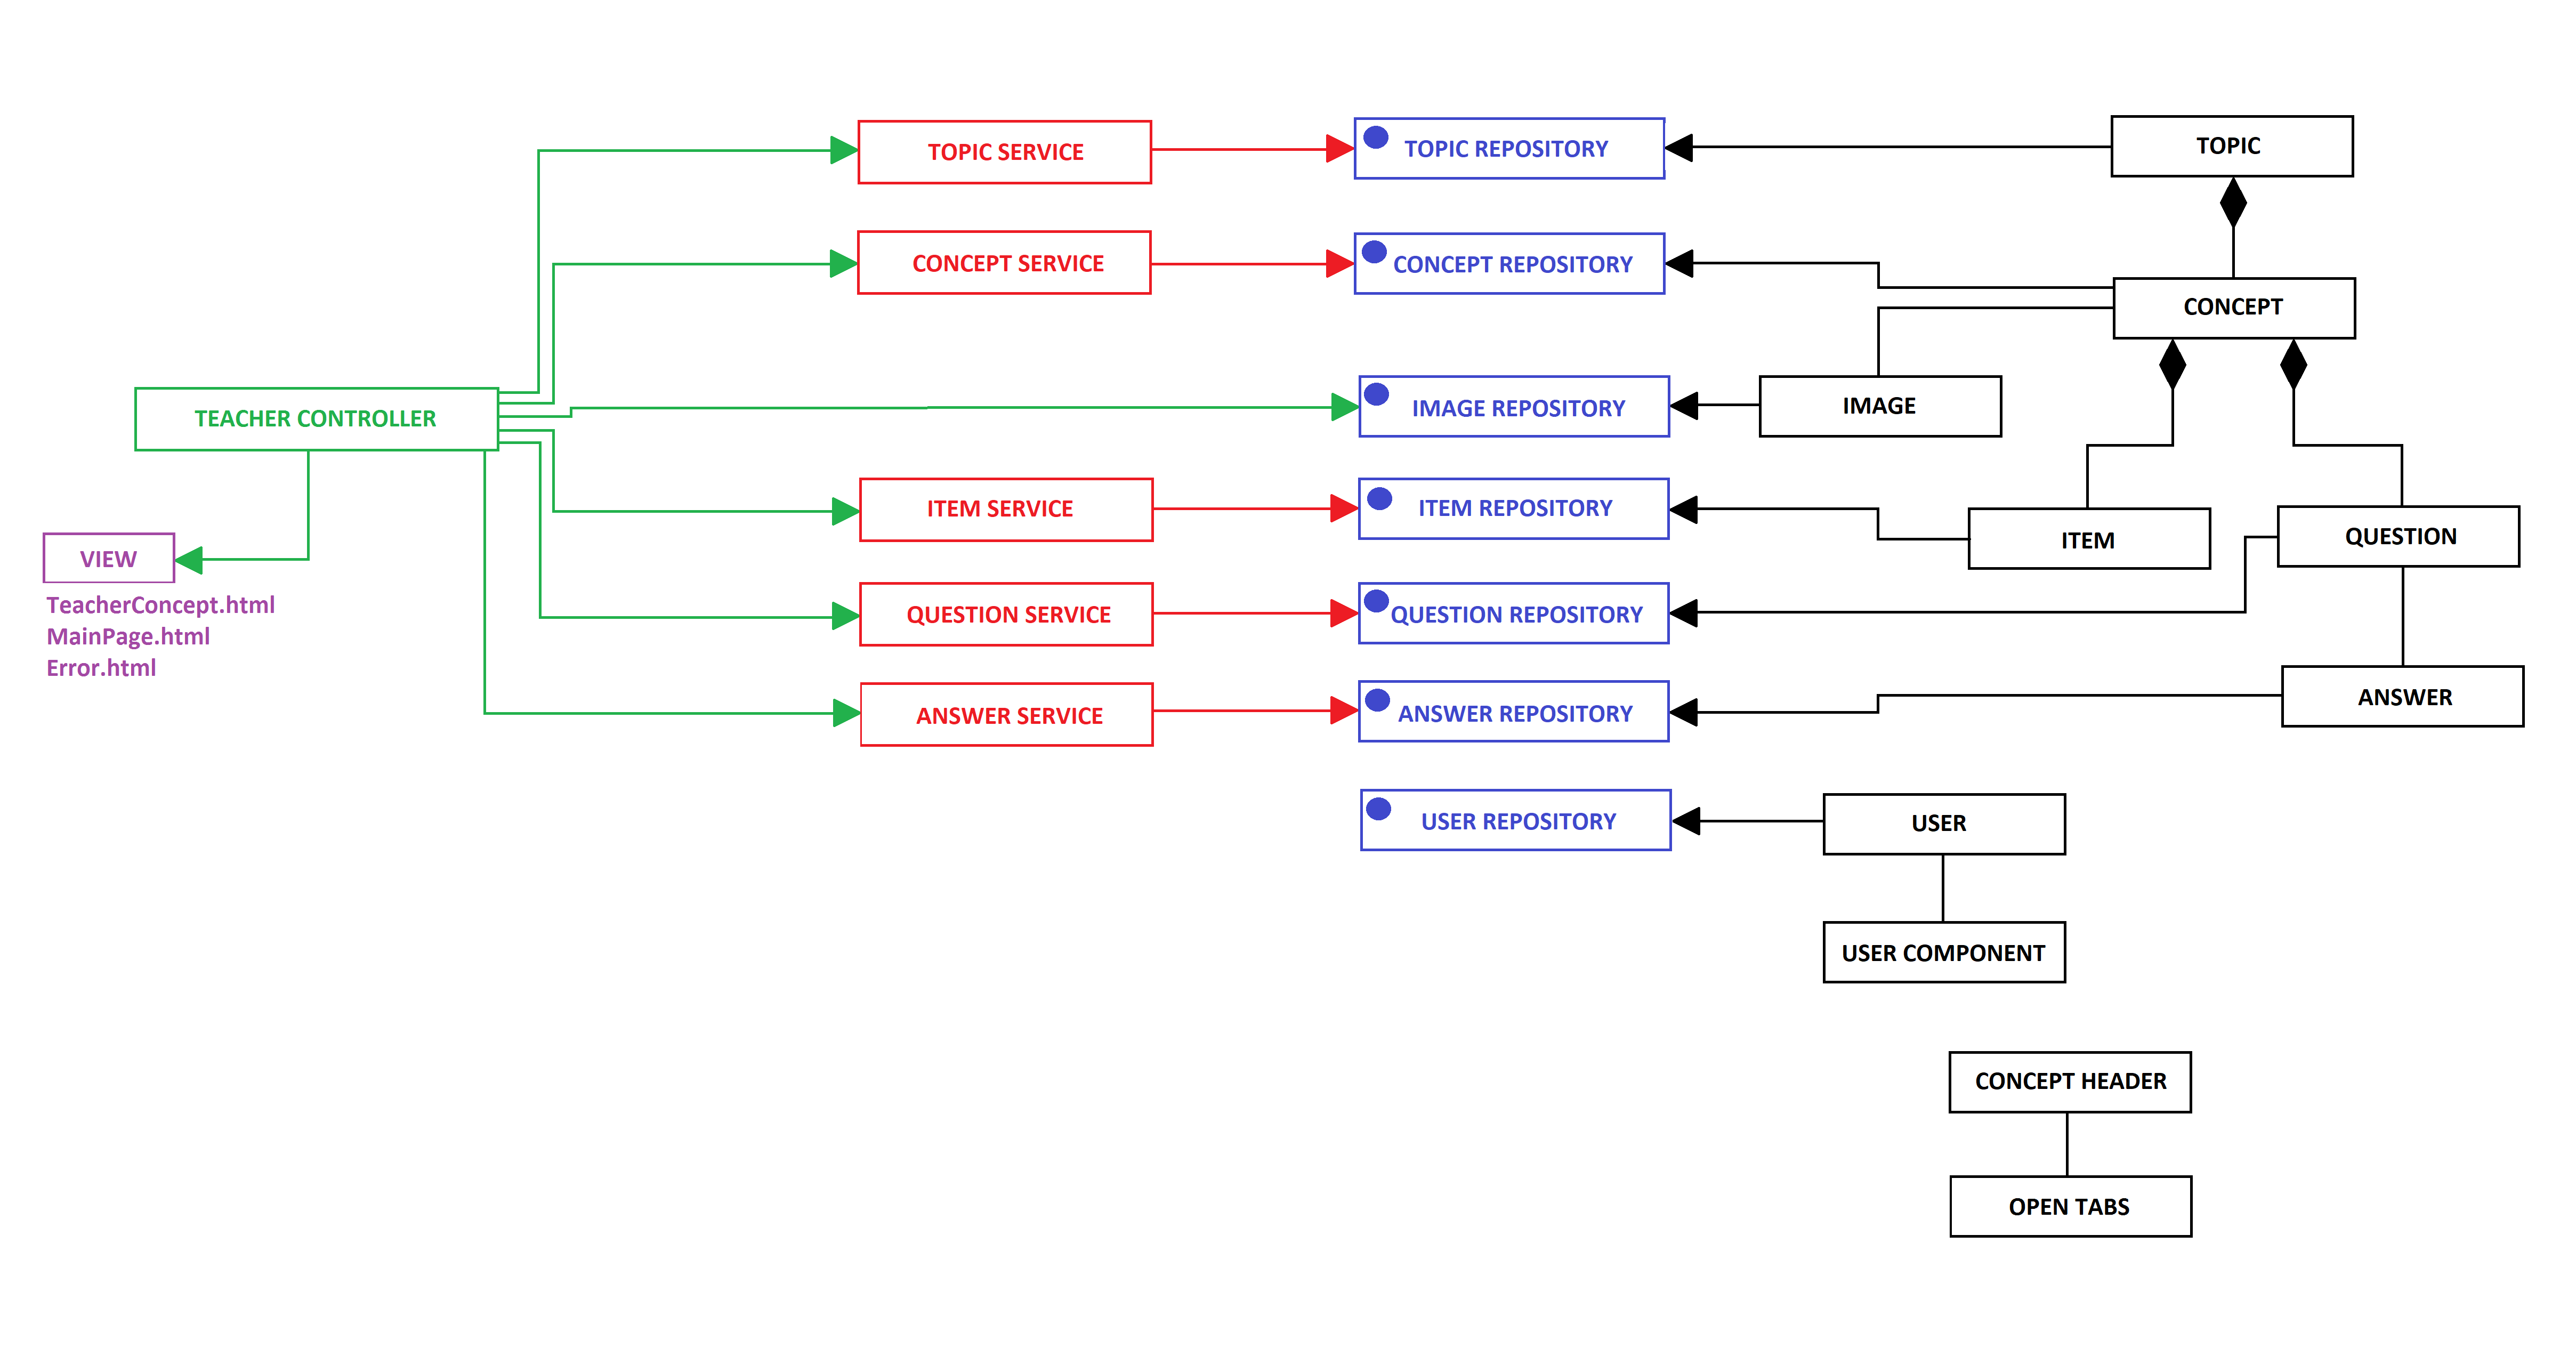 TOPIC SERVICE
TOPIC REPOSITORY
TOPIC
CONCEPT SERVICE
CONCEPT REPOSITORY
CONCEPT
TEACHER CONTROLLER
IMAGE REPOSITORY
IMAGE
ITEM SERVICE
ITEM REPOSITORY
ITEM
QUESTION
VIEW
TeacherConcept.html
MainPage.html
Error.html
QUESTION SERVICE
QUESTION REPOSITORY
ANSWER SERVICE
ANSWER REPOSITORY
ANSWER
USER REPOSITORY
USER
USER COMPONENT
CONCEPT HEADER
OPEN TABS